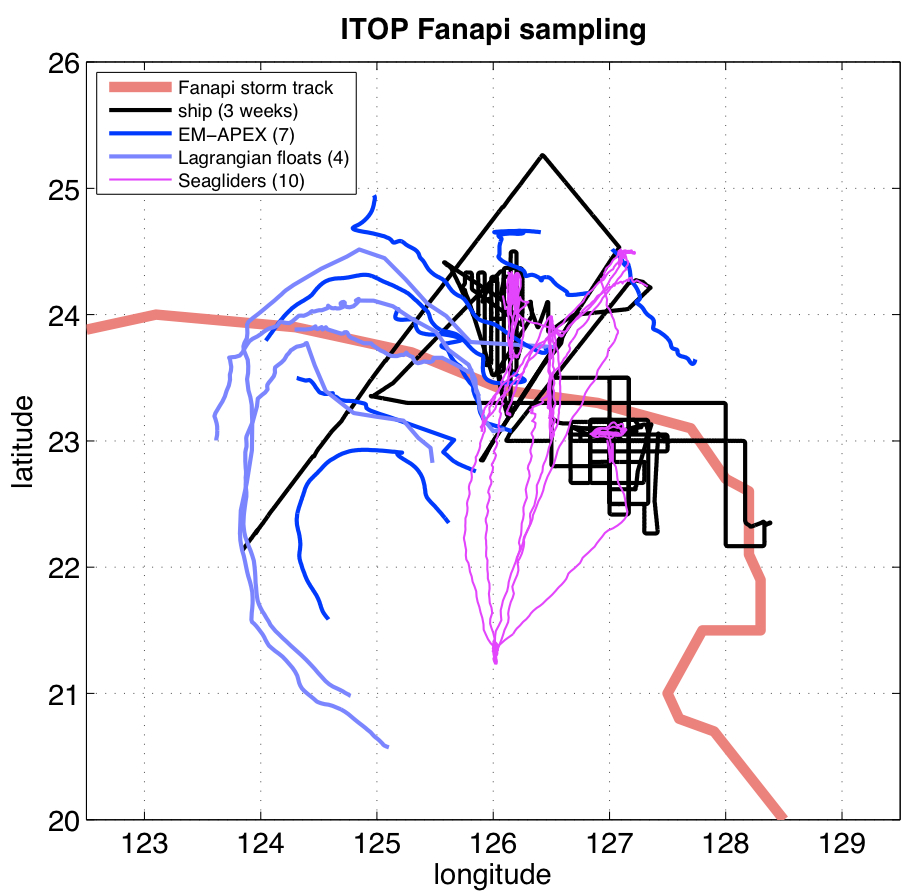 ITOP Fanapi sampling
26
Fanapi storm track
ship (3 weeks)
EM−APEX (7)
Lagrangian floats (4)
Seagliders (10)
25
24
23
22
21
20
latitude
123 124 125 126 127 128 129
longitude